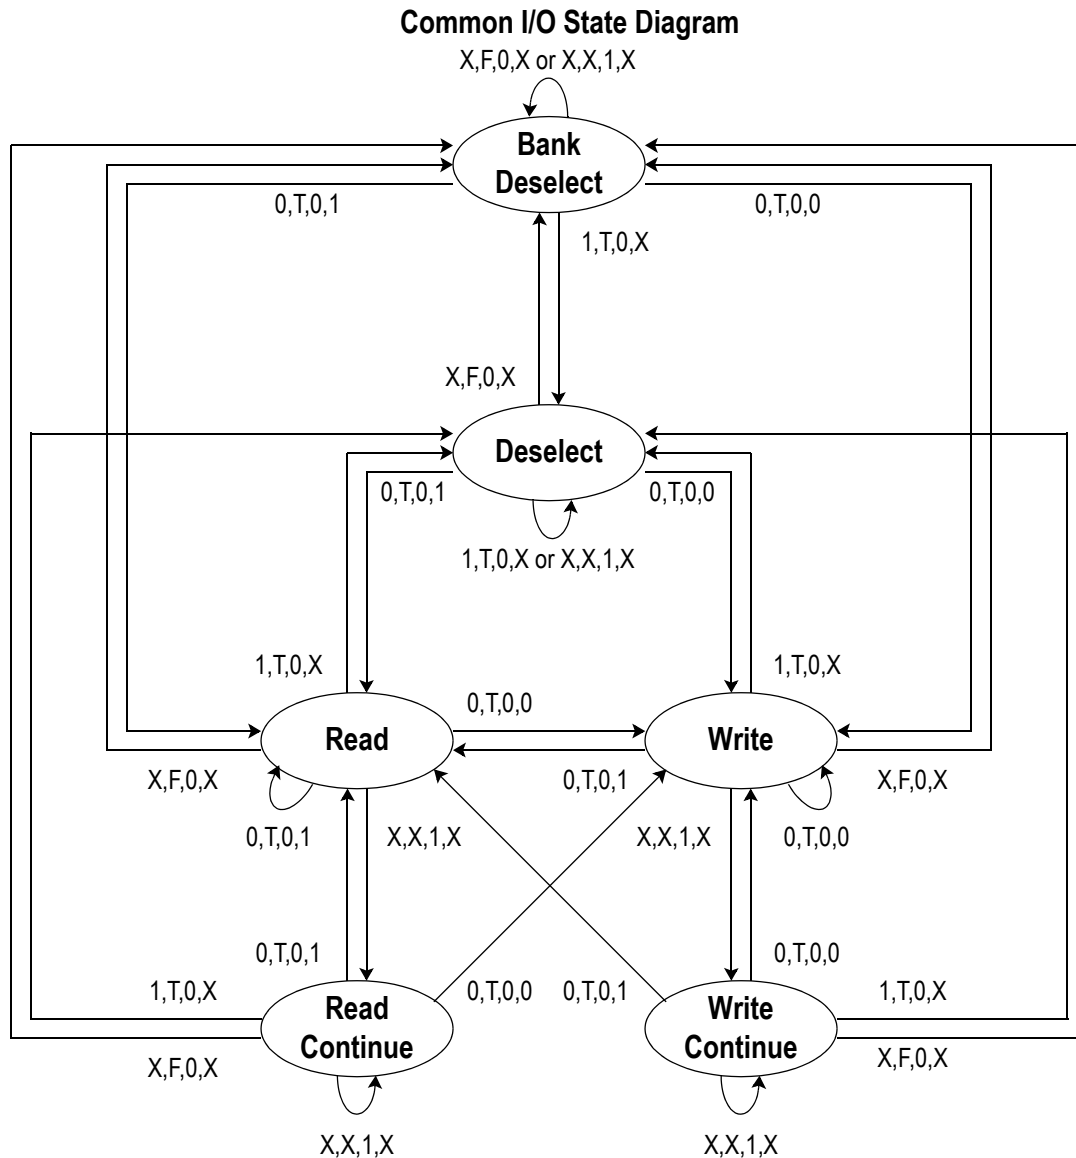 Common I/O State Diagram
X,F,0,X or X,X,1,X
Bank
Deselect
0,T,0,1
0,T,0,0
1,T,0,X
X,F,0,X
Deselect
0,T,0,1
0,T,0,0
1,T,0,X or X,X,1,X
1,T,0,X
1,T,0,X
0,T,0,0
Read
Write
X,F,0,X
0,T,0,1
X,F,0,X
0,T,0,1
X,X,1,X
X,X,1,X
0,T,0,0
0,T,0,1
0,T,0,0
1,T,0,X
0,T,0,0
0,T,0,1
1,T,0,X
Read
Continue
Write
Continue
X,F,0,X
X,F,0,X
X,X,1,X
X,X,1,X